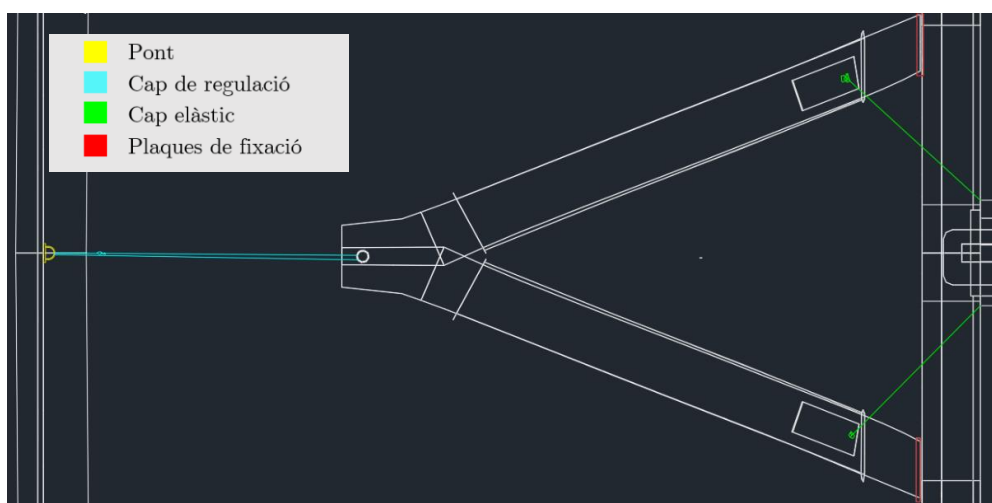 Pont
Cap de regulació
Cap elàstic
Plaques de fixació